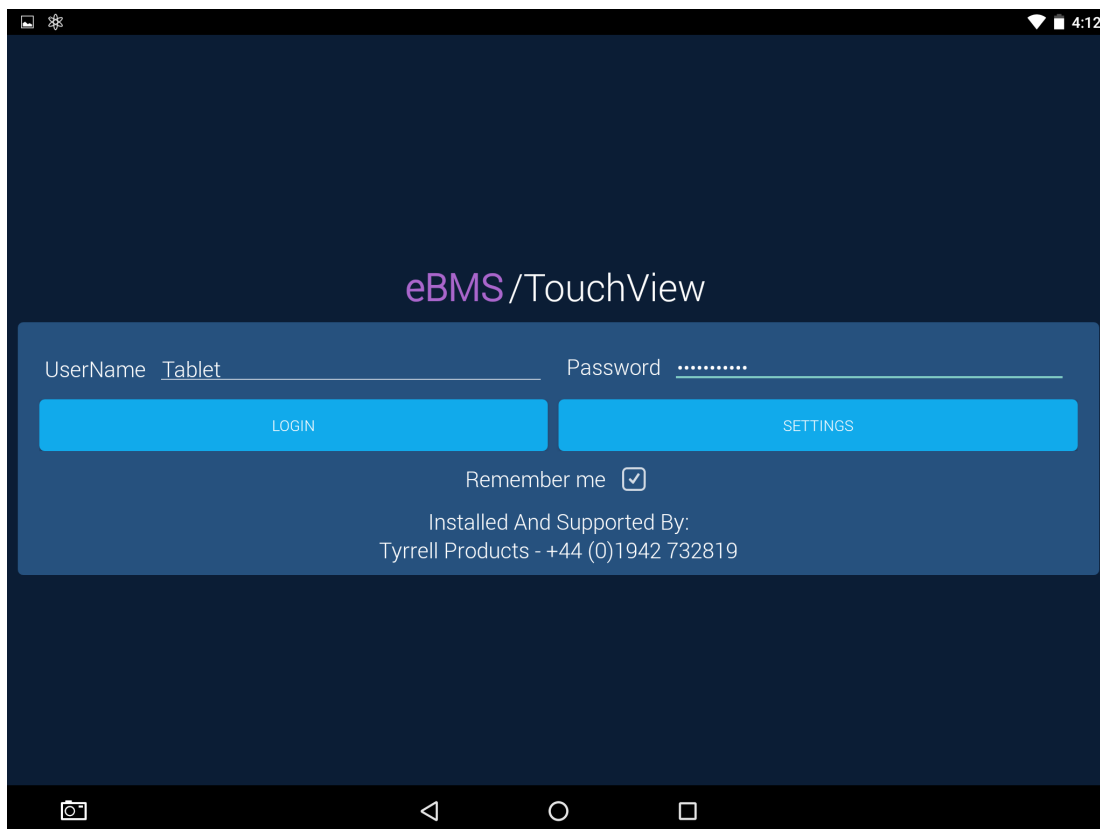 4:12
eBMS/TouchView
UserName Tablet Password •••••••••••
LOGIN SETTINGS
Remember me
Installed And Supported By:
Tyrrell Products - +44 (0)1942 732819